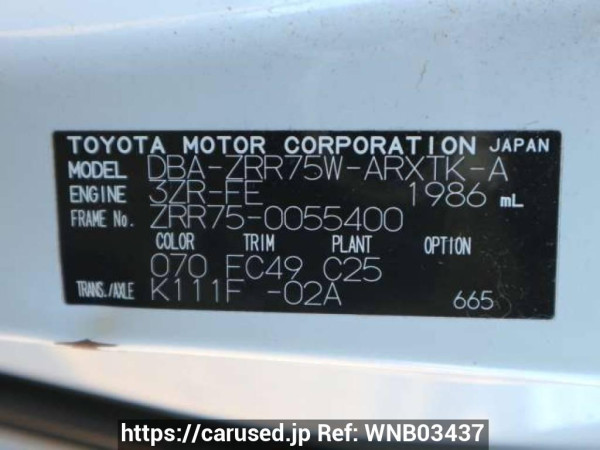 TOYOTA MOTOR CORPORATION JAPAN
MODEL DBA-ZRR75W-ARXTK-A
ENGINE 3ZR-FE 1986 mL
FRAME No. ZRR75-0055400
COLOR TRIM PLANT OPTION
070 FC49 C25
TRANS./AXLE K111F -02A 665
https://carused.jp Ref: WNB03437